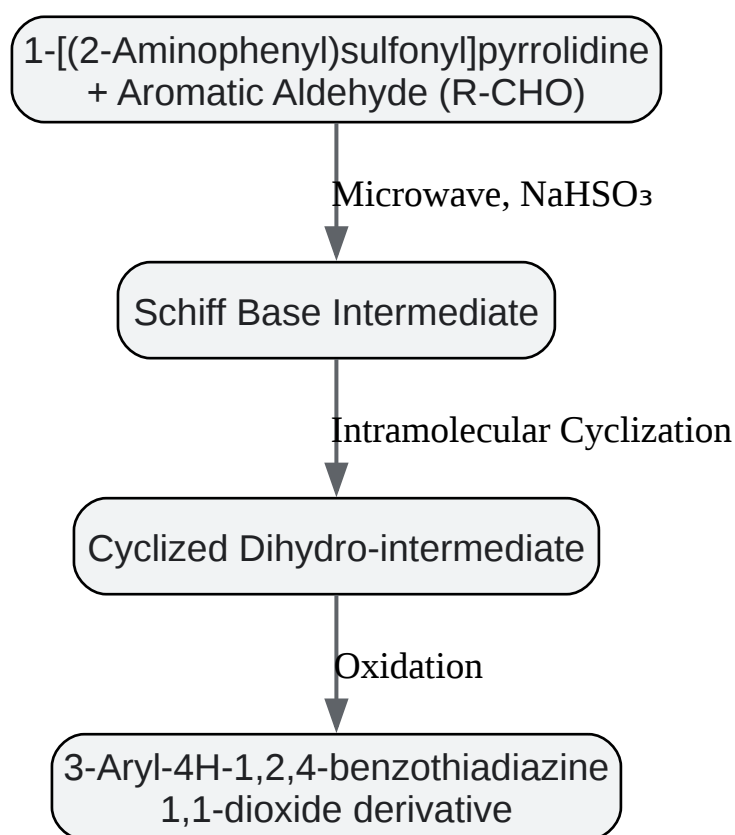 1-[(2-Aminophenyl)sulfonyl]pyrrolidine
+ Aromatic Aldehyde (R-CHO)
Microwave, NaHSO₃
Schiff Base Intermediate
Intramolecular Cyclization
Cyclized Dihydro-intermediate
Oxidation
3-Aryl-4H-1,2,4-benzothiadiazine
1,1-dioxide derivative